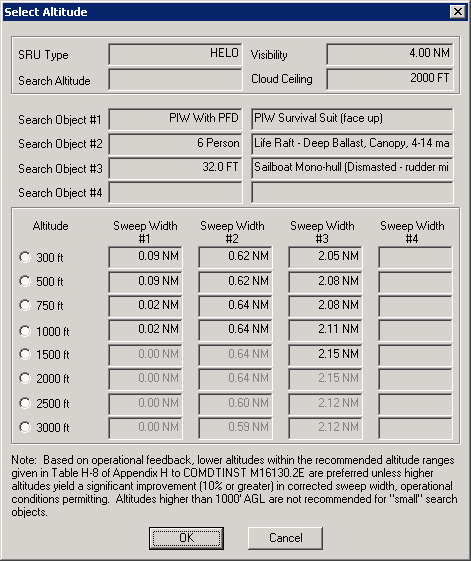 Select Altitude
SRU Type HELO Visibility 4.00 NM
Search Altitude Cloud Ceiling 2000 FT
Search Object #1 PIW With PFD PIW Survival Suit (face up)
Search Object #2 6 Person Life Raft - Deep Ballast, Canopy, 4-14 ma
Search Object #3 32.0 FT Sailboat Mono-hull (Dismasted - rudder mi
Search Object #4
Altitude Sweep Width #1 Sweep Width #2 Sweep Width #3 Sweep Width #4
300 ft 0.09 NM 0.62 NM 2.05 NM
500 ft 0.09 NM 0.62 NM 2.08 NM
750 ft 0.02 NM 0.64 NM 2.08 NM
1000 ft 0.02 NM 0.64 NM 2.11 NM
1500 ft 0.00 NM 0.64 NM 2.15 NM
2000 ft 0.00 NM 0.64 NM 2.15 NM
2500 ft 0.00 NM 0.60 NM 2.12 NM
3000 ft 0.00 NM 0.59 NM 2.12 NM
Note: Based on operational feedback, lower altitudes within the recommended altitude ranges
given in Table H-8 of Appendix H to COMDTINST M16130.2E are preferred unless higher
altitudes yield a significant improvement (10% or greater) in corrected sweep width, operational
conditions permitting. Altitudes higher than 1000' AGL are not recommended for "small" search
objects.
OK Cancel